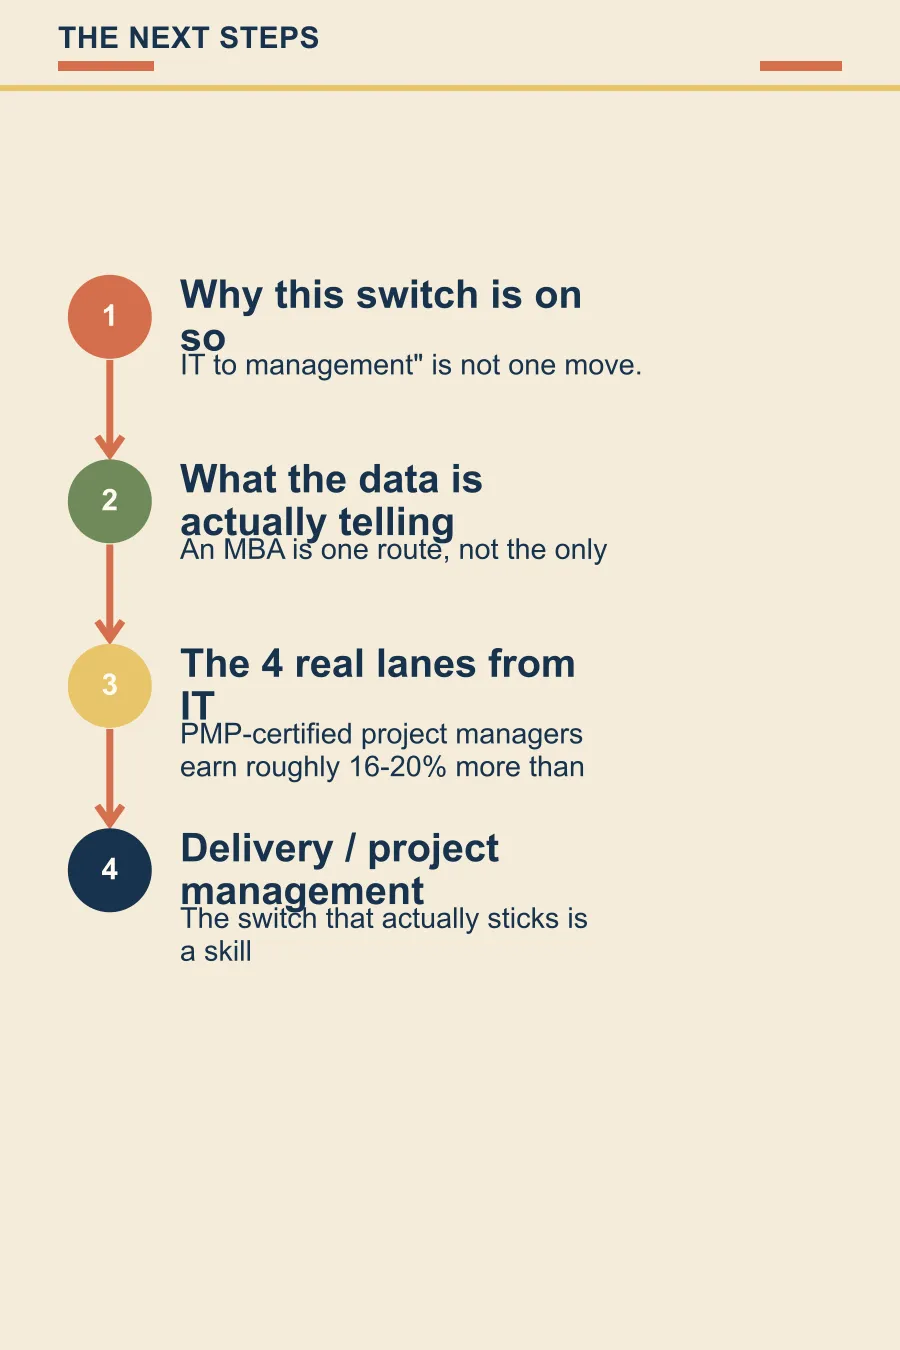 THE NEXT STEPS
1
Why this switch is on
so
IT to management" is not one move.
2
What the data is
actually telling
An MBA is one route, not the only
3
The 4 real lanes from
IT
PMP-certified project managers
earn roughly 16-20% more than
4
Delivery / project
management
The switch that actually sticks is
a skill